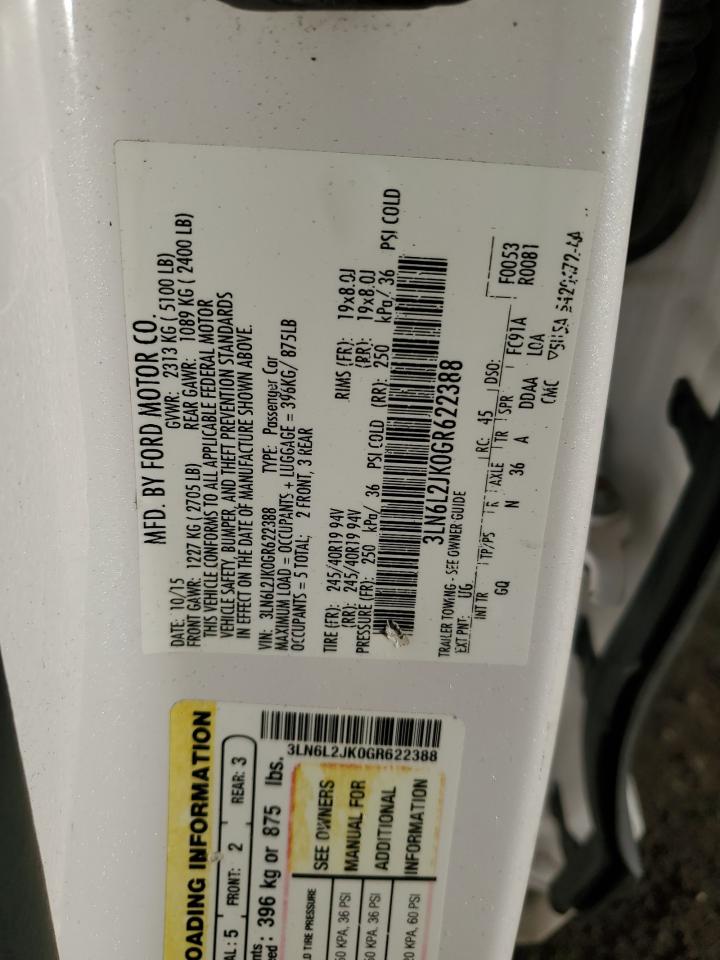 MFD. BY FORD MOTOR CO.
DATE: 10/15 GVWR: 2313 KG ( 5100 LB)
FRONT GAWR: 1227 KG ( 2705 LB) REAR GAWR: 1089 KG ( 2400 LB)
THIS VEHICLE CONFORMS TO ALL APPLICABLE FEDERAL MOTOR
VEHICLE SAFETY, BUMPER, AND THEFT PREVENTION STANDARDS
IN EFFECT ON THE DATE OF MANUFACTURE SHOWN ABOVE.
VIN: 3LN6L2JK0GR622388 TYPE: Passenger Car
MAXIMUM LOAD = OCCUPANTS + LUGGAGE = 396KG/ 875LB
OCCUPANTS = 5 TOTAL; 2 FRONT, 3 REAR
TIRE (FR): 245/40R19 94V RIMS (FR): 19x8.0J
(RR): 245/40R19 94V (RR): 19x8.0J
PRESSURE (FR): 250 kPa/ 36 PSI COLD (RR): 250 kPa/ 36 PSI COLD
3LN6L2JK0GR622388
TRAILER TOWING - SEE OWNER GUIDE
EXT PNT: UG RC: 45 DSO: F0053
INT TR TP/PS R AXLE TR SPR FC91A R0081
GQ N 36 A DDAA LOA
CMC
OADING INFORMATION
AL: 5 FRONT: 2 REAR: 3
: 396 kg or 875 lbs.
3LN6L2JK0GR622388
SEE OWNERS
MANUAL FOR
ADDITIONAL
INFORMATION
TIRE PRESSURE
KPA, 36 PSI
KPA, 36 PSI
KPA, 60 PSI